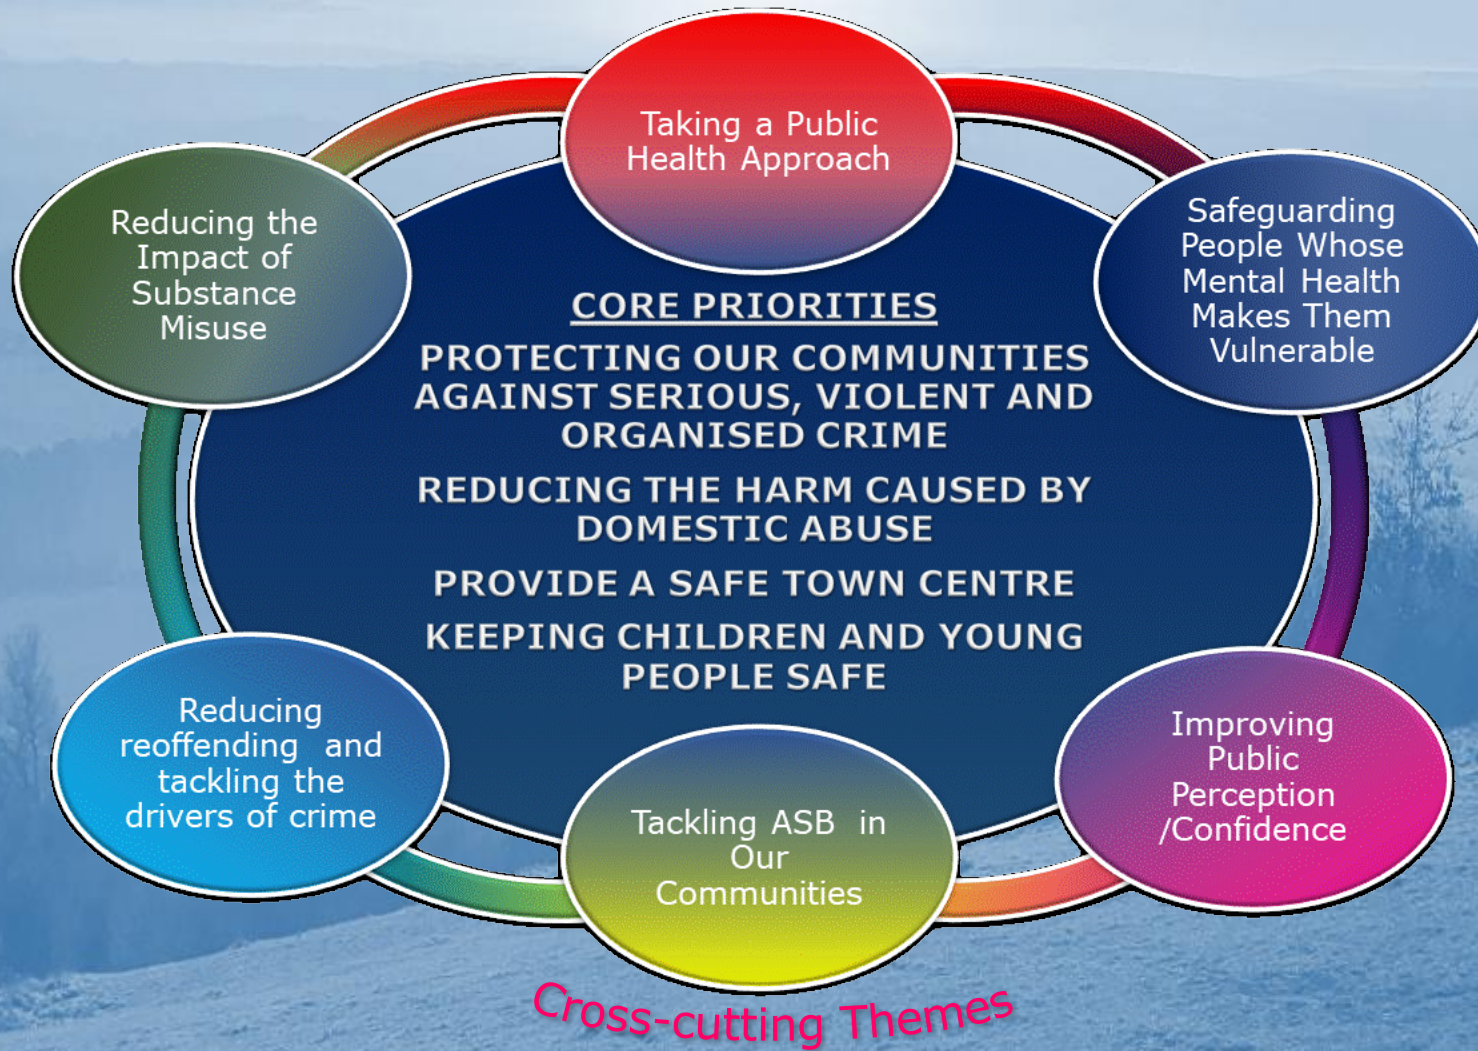 Taking a Public
Health Approach
Reducing the
Impact of
Substance
Misuse
Safeguarding
People Whose
Mental Health
Makes Them
Vulnerable
CORE PRIORITIES
PROTECTING OUR COMMUNITIES
AGAINST SERIOUS, VIOLENT AND
ORGANISED CRIME
REDUCING THE HARM CAUSED BY
DOMESTIC ABUSE
PROVIDE A SAFE TOWN CENTRE
KEEPING CHILDREN AND YOUNG
PEOPLE SAFE
Reducing
reoffending and
tackling the
drivers of crime
Improving
Public
Perception
/Confidence
Tackling ASB in
Our
Communities
Cross-cutting Themes